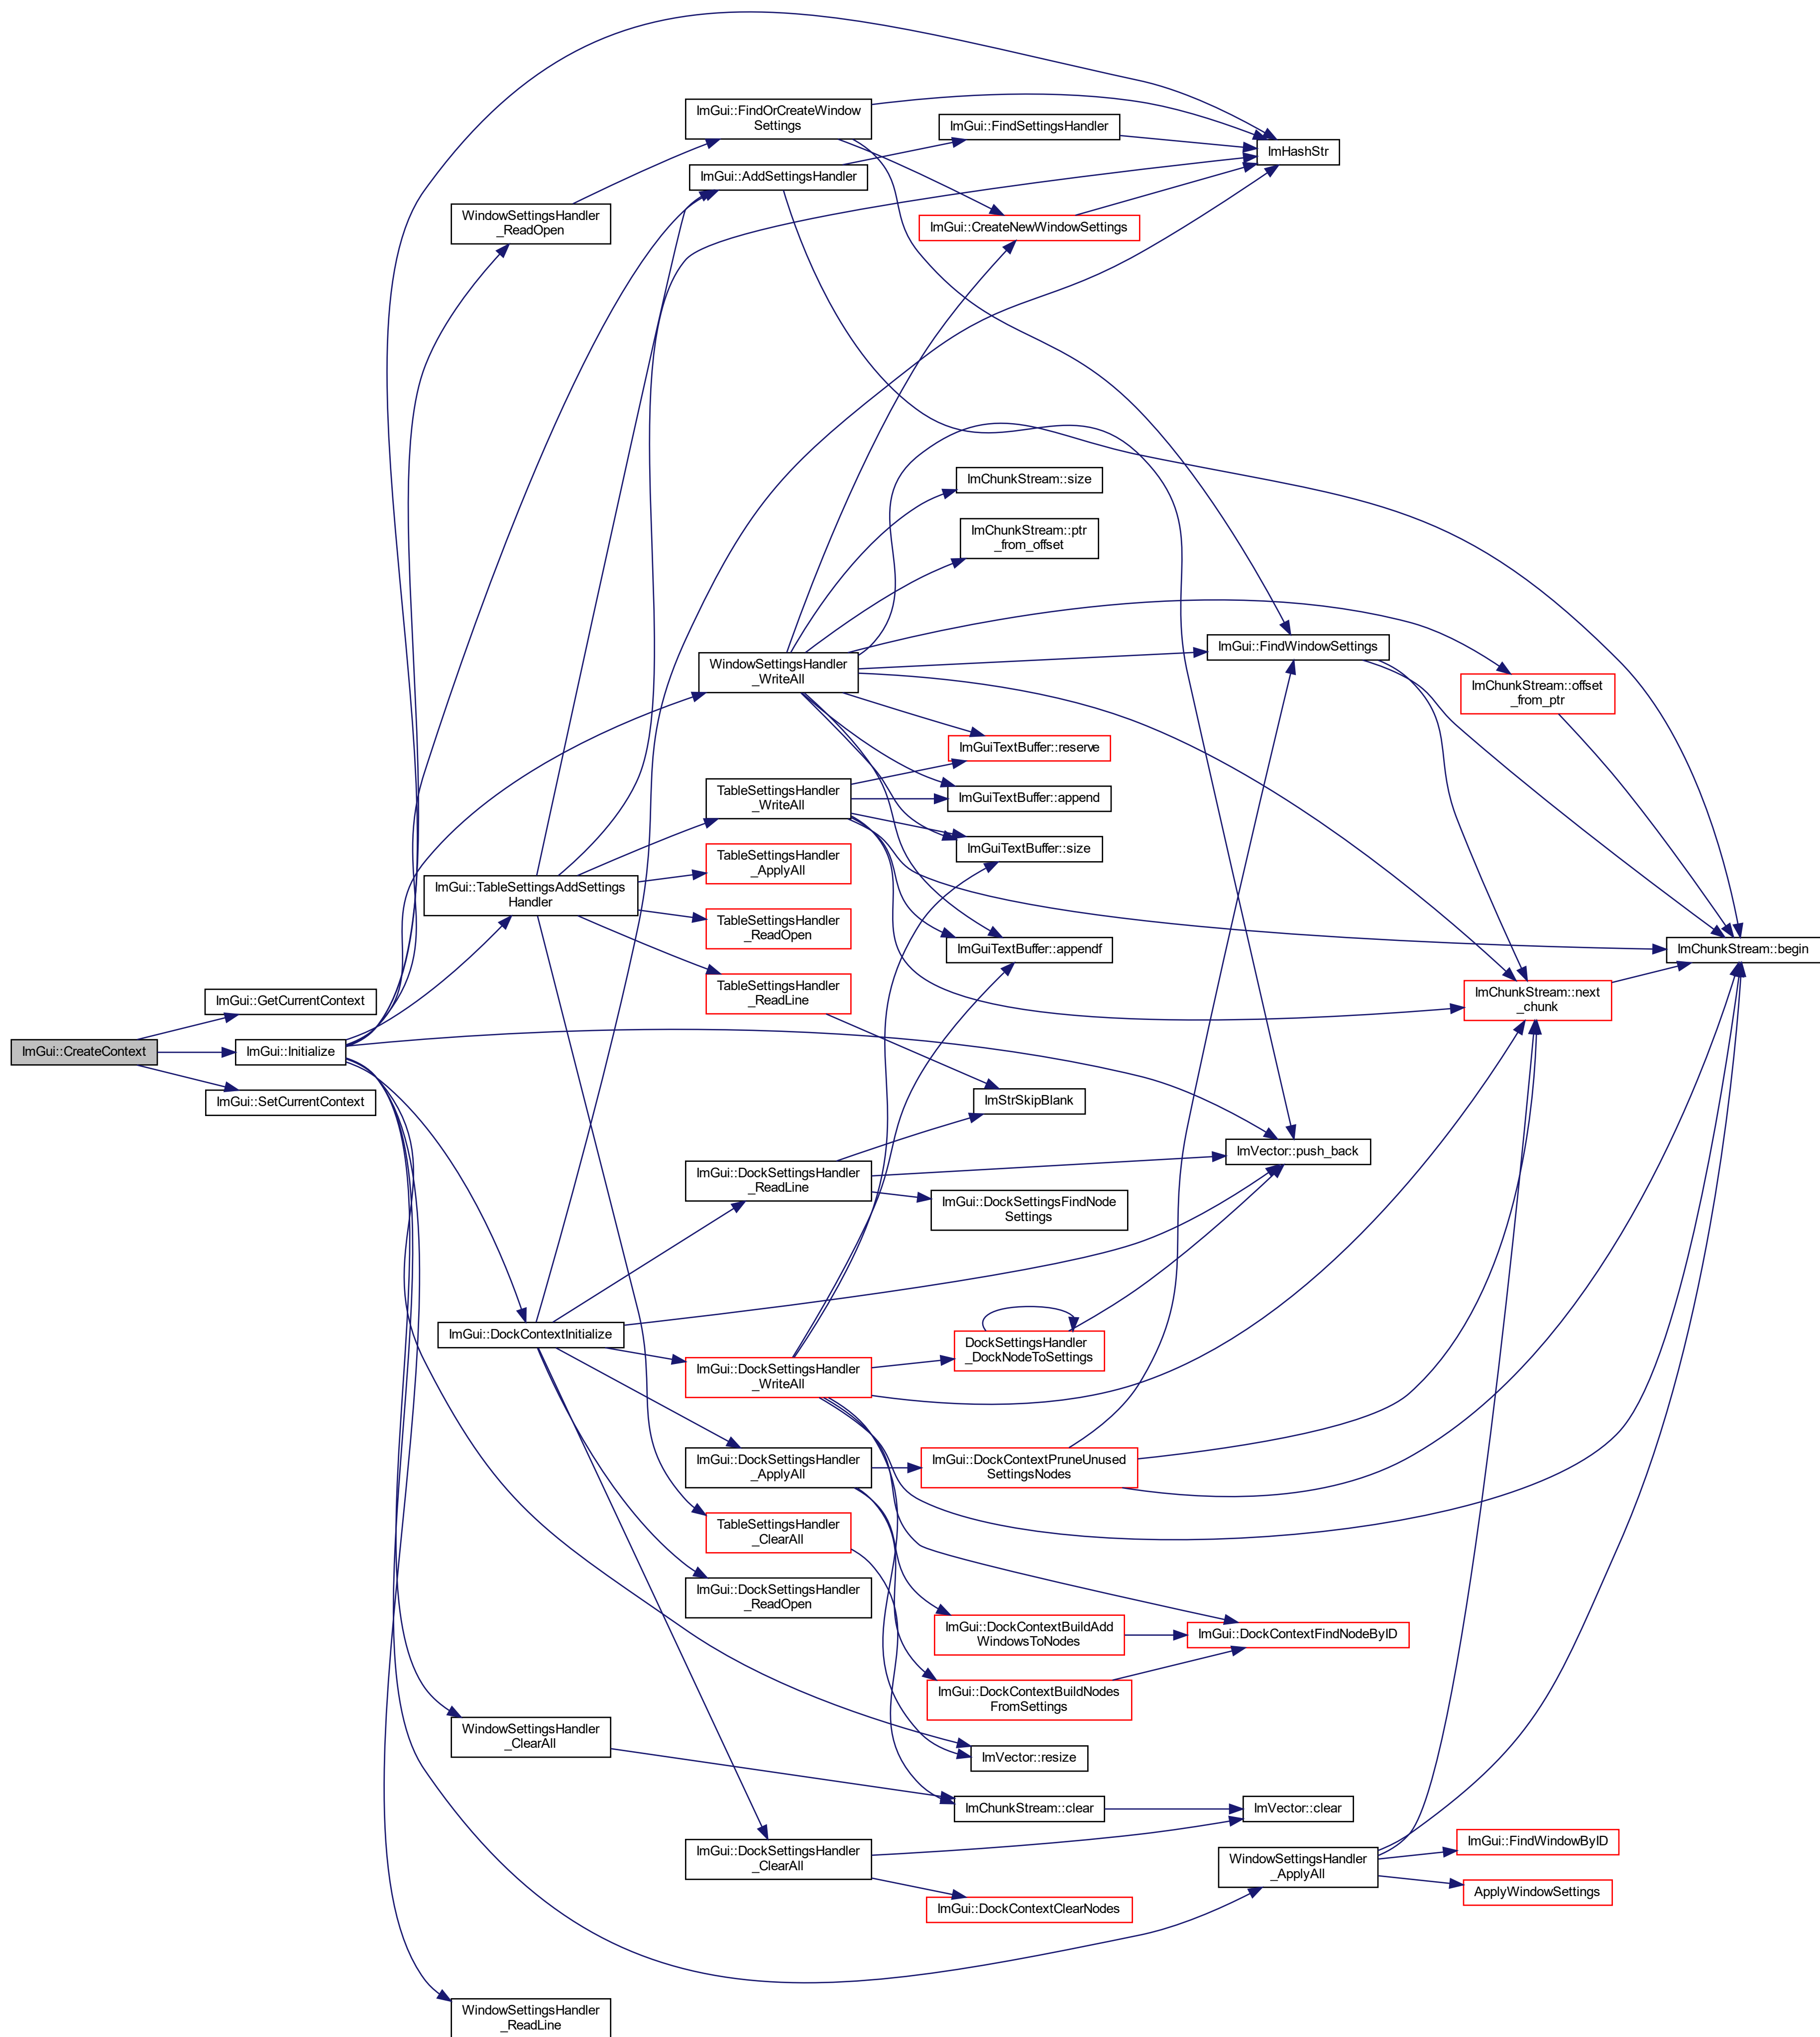 ImGui::FindOrCreateWindow
Settings
ImGui::FindSettingsHandler
ImHashStr
ImGui::AddSettingsHandler
WindowSettingsHandler
_ReadOpen
ImGui::CreateNewWindowSettings
ImChunkStream::size
ImChunkStream::ptr
_from_offset
ImGui::FindWindowSettings
WindowSettingsHandler
_WriteAll
ImChunkStream::offset
_from_ptr
ImGuiTextBuffer::reserve
TableSettingsHandler
_WriteAll
ImGuiTextBuffer::append
ImGuiTextBuffer::size
TableSettingsHandler
_ApplyAll
ImGui::TableSettingsAddSettings
Handler
TableSettingsHandler
_ReadOpen
ImGuiTextBuffer::appendf
ImChunkStream::begin
TableSettingsHandler
_ReadLine
ImChunkStream::next
_chunk
ImGui::GetCurrentContext
ImGui::CreateContext
ImGui::Initialize
ImGui::SetCurrentContext
ImStrSkipBlank
ImVector::push_back
ImGui::DockSettingsHandler
_ReadLine
ImGui::DockSettingsFindNode
Settings
ImGui::DockContextInitialize
DockSettingsHandler
_DockNodeToSettings
ImGui::DockSettingsHandler
_WriteAll
ImGui::DockSettingsHandler
_ApplyAll
ImGui::DockContextPruneUnused
SettingsNodes
TableSettingsHandler
_ClearAll
ImGui::DockSettingsHandler
_ReadOpen
ImGui::DockContextBuildAdd
WindowsToNodes
ImGui::DockContextFindNodeByID
ImGui::DockContextBuildNodes
FromSettings
WindowSettingsHandler
_ClearAll
ImVector::resize
ImChunkStream::clear
ImVector::clear
ImGui::DockSettingsHandler
_ClearAll
WindowSettingsHandler
_ApplyAll
ImGui::FindWindowByID
ApplyWindowSettings
ImGui::DockContextClearNodes
WindowSettingsHandler
_ReadLine